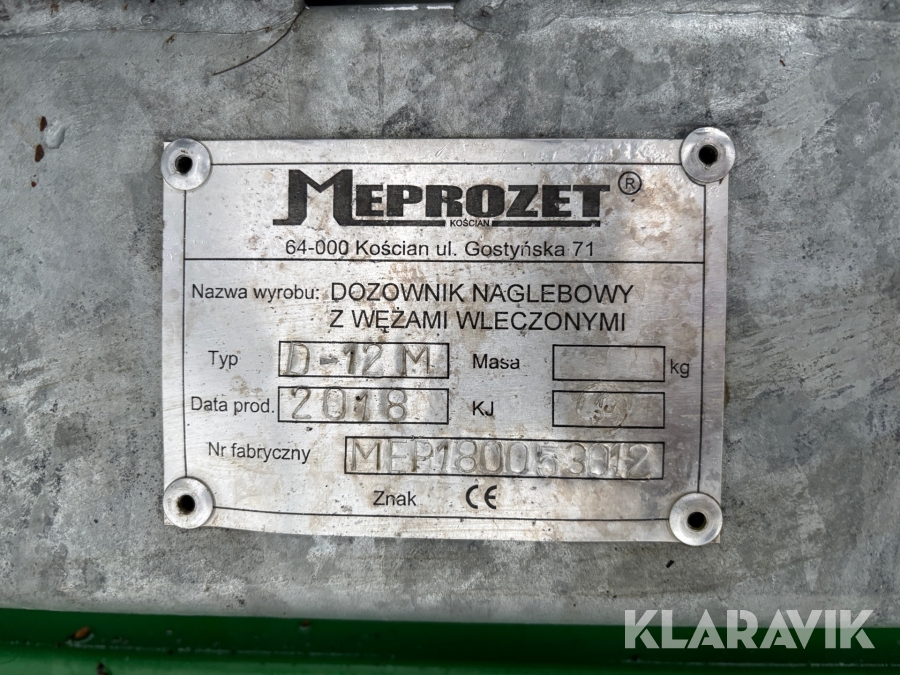 MEPROZET ®
KOŚCIAN
64-000 Kościan ul. Gostyńska 71
Nazwa wyrobu: DOZOWNIK NAGLEBOWY
Z WĘŻAMI WLECZONYMI
Typ D-12M Masa kg
Data prod. 2018 KJ
Nr fabryczny MEP180053012
Znak CE
KLARAVIK